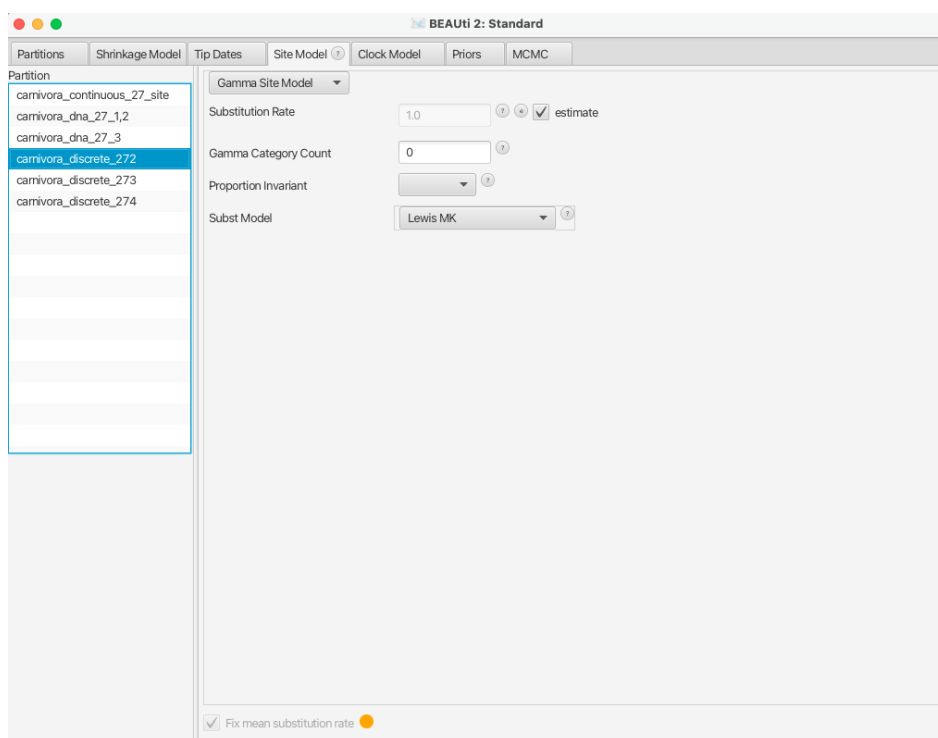 BEAUti 2: Standard
Partitions Shrinkage Model Tip Dates Site Model ? Clock Model Priors MCMC
Partition
carnivora_continuous_27_site
carnivora_dna_27_1,2
carnivora_dna_27_3
carnivora_discrete_272
carnivora_discrete_273
carnivora_discrete_274
Gamma Site Model
Substitution Rate 1.0 ? estimate
Gamma Category Count 0 ?
Proportion Invariant ?
Subst Model Lewis MK ?
Fix mean substitution rate